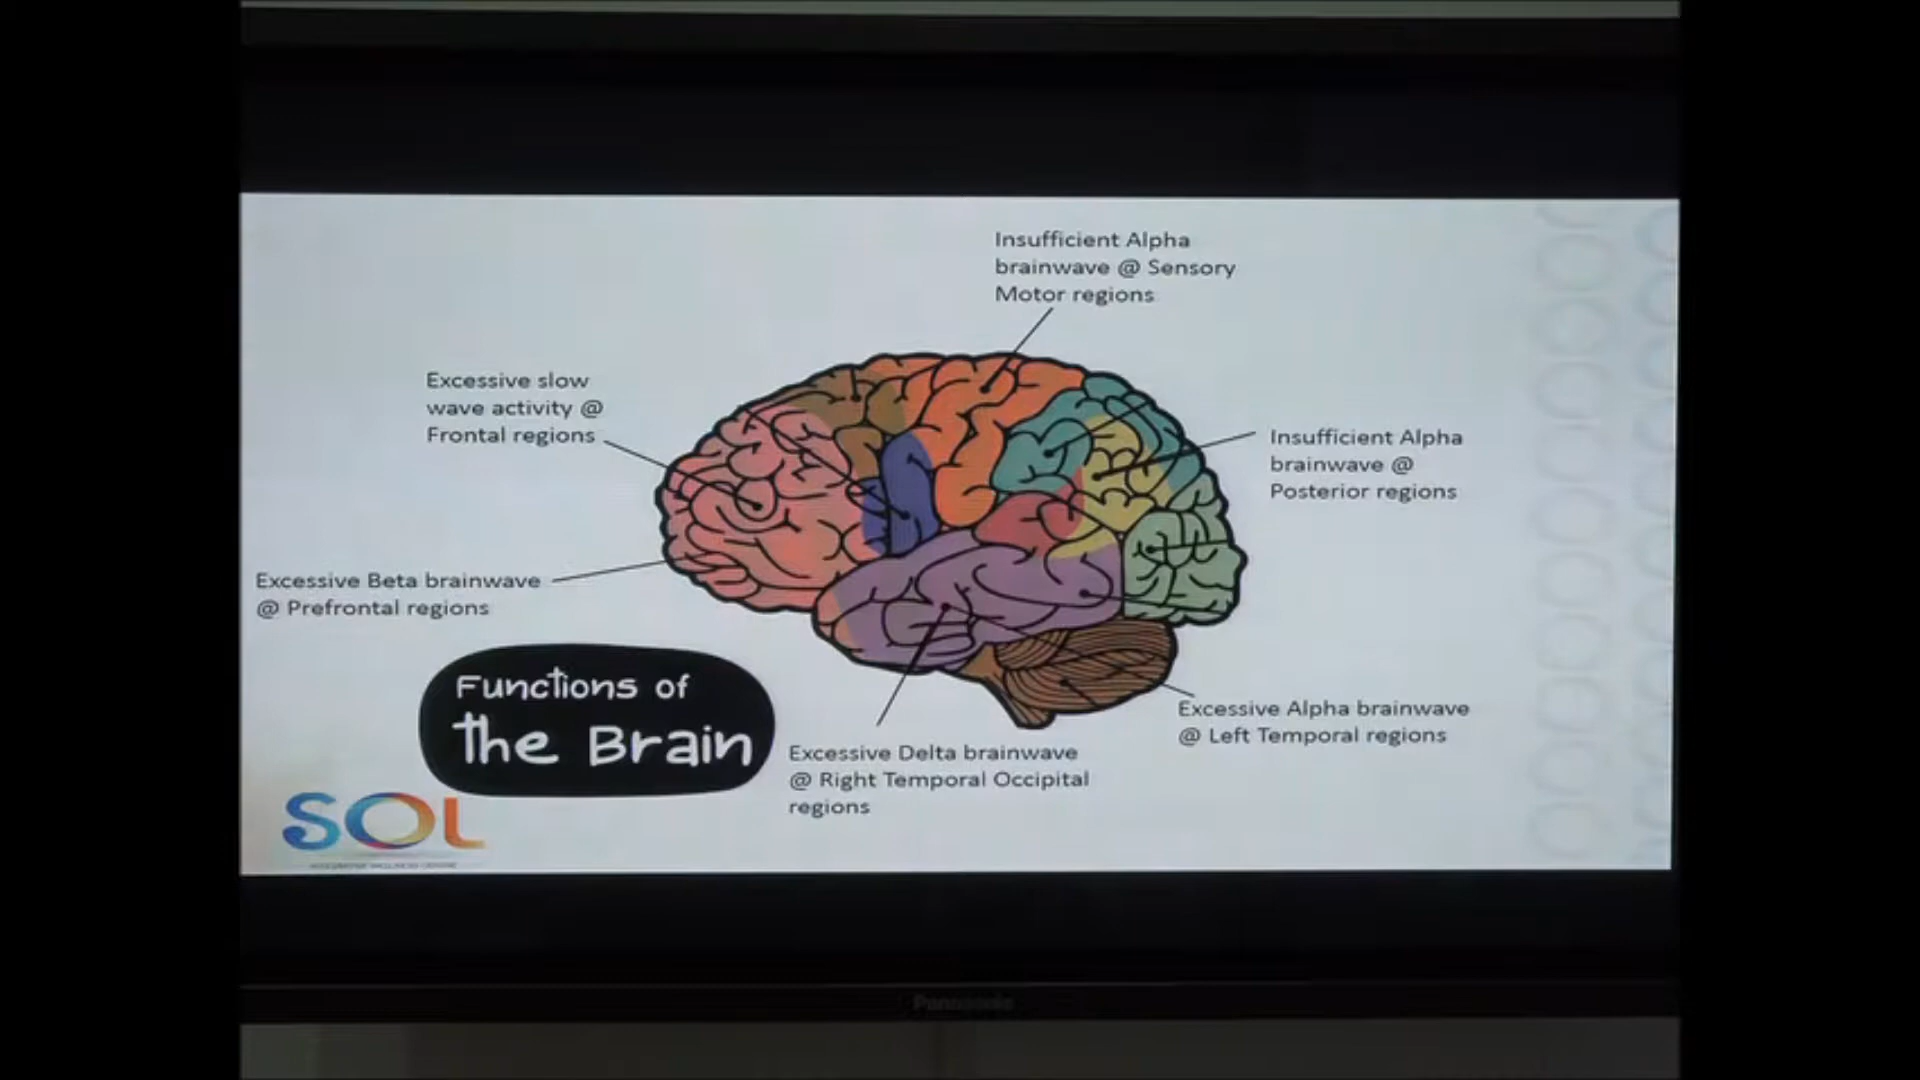 Insufficient Alpha
brainwave @ Sensory
Motor regions
Excessive slow
wave activity @
Frontal regions
Insufficient Alpha
brainwave @
Posterior regions
Excessive Beta brainwave
@ Prefrontal regions
Functions of
the Brain
Excessive Alpha brainwave
@ Left Temporal regions
Excessive Delta brainwave
@ Right Temporal Occipital
regions
SOL
Panasonic